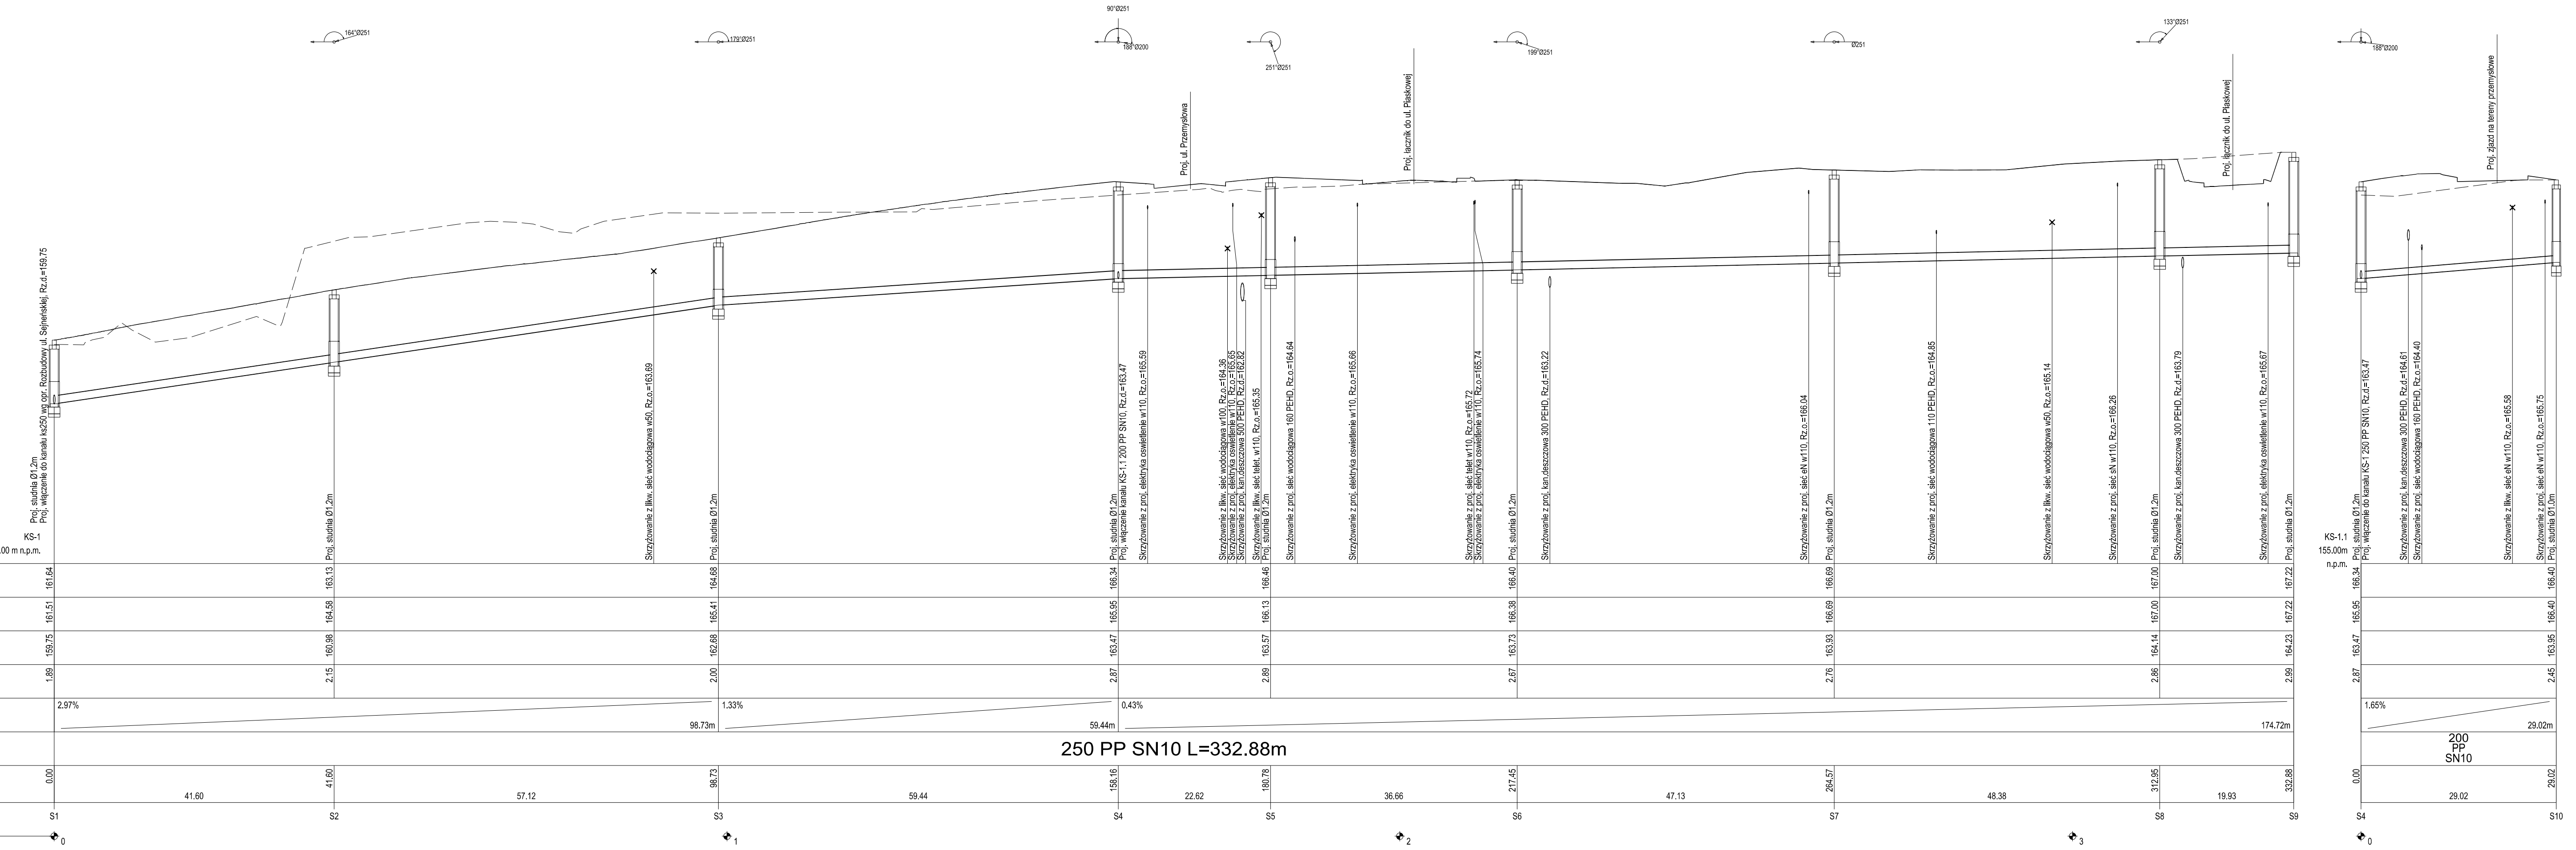 164°Ø251
179°Ø251
90°Ø251
188°Ø200
251°Ø251
199°Ø251
Ø251
133°Ø251
188°Ø200
Proj. ul. Przemysłowa
Proj. łącznik do ul. Piaskowej
Proj. łącznik do ul. Piaskowej
Proj. zjazd na tereny przemysłowe
Proj. studnia Ø1,2m
Proj. włączenie do kanału ks250 wg opr. Rozbudowy ul. Sejneńskiej. Rz.d.=159.75
Proj. studnia Ø1,2m
Skrzyżowanie z likw. sieć wodociągowa w50, Rz.o.=163.69
Proj. studnia Ø1,2m
Proj. studnia Ø1,2m
Proj. włączenie kanału KS-1.1 200 PP SN10, Rz.d.=163.47
Skrzyżowanie z proj. elektryka oświetlenie w110, Rz.o.=165.59
Skrzyżowanie z likw. sieć wodociągowa w100, Rz.o.=164.36
Skrzyżowanie z proj. elektryka oświetlenie w110, Rz.o.=165.65
Skrzyżowanie z proj. kan.deszczowa 500 PEHD, Rz.d.=162.82
Skrzyżowanie z likw. sieć telet. w110, Rz.o.=165.35
Proj. studnia Ø1,2m
Skrzyżowanie z proj. sieć wodociągowa 160 PEHD, Rz.o.=164.64
Skrzyżowanie z proj. elektryka oświetlenie w110, Rz.o.=165.66
Skrzyżowanie z proj. sieć telet w110, Rz.o.=165.72
Skrzyżowanie z proj. elektryka oświetlenie w110, Rz.o.=165.74
Proj. studnia Ø1,2m
Skrzyżowanie z proj. kan.deszczowa 300 PEHD, Rz.d.=163.22
Skrzyżowanie z proj. sieć eN w110, Rz.o.=166.04
Proj. studnia Ø1,2m
Skrzyżowanie z proj. sieć wodociągowa 110 PEHD, Rz.o.=164.85
Skrzyżowanie z likw. sieć wodociągowa w50, Rz.o.=165.14
Skrzyżowanie z proj. sieć sN w110, Rz.o.=166.26
Proj. studnia Ø1,2m
Skrzyżowanie z proj. kan.deszczowa 300 PEHD, Rz.d.=163.79
Skrzyżowanie z proj. elektryka oświetlenie w110, Rz.o.=165.67
Proj. studnia Ø1,2m
Proj. studnia Ø1,2m
Proj. włączenie do kanału KS-1 250 PP SN10, Rz.d.=163.47
Skrzyżowanie z proj. kan.deszczowa 300 PEHD, Rz.d.=164.61
Skrzyżowanie z proj. sieć wodociągowa 160 PEHD, Rz.o.=164.40
Skrzyżowanie z likw. sieć eN w110, Rz.o.=165.58
Skrzyżowanie z proj. sieć eN w110, Rz.o.=165.75
Proj. studnia Ø1,0m
KS-1
.00 m n.p.m.
KS-1.1
155.00m
n.p.m.
161.64 163.13 164.68 166.34 166.46 166.40 166.69 167.00 167.22 166.34 166.40
161.51 164.58 165.41 165.95 166.13 166.38 166.69 167.00 167.22 165.95 166.40
159.75 160.98 162.68 163.47 163.57 163.73 163.93 164.14 164.23 163.47 163.95
1.89 2.15 2.00 2.87 2.89 2.67 2.76 2.86 2.99 2.87 2.45
2.97% 1.33% 0.43% 1.65%
98.73m 59.44m 174.72m 29.02m
250 PP SN10 L=332.88m
200
PP
SN10
0.00 41.60 98.73 158.16 180.78 217.45 264.57 312.95 332.88 0.00 29.02
41.60 57.12 59.44 22.62 36.66 47.13 48.38 19.93 29.02
S1 S2 S3 S4 S5 S6 S7 S8 S9 S4 S10
0 1 2 3 0